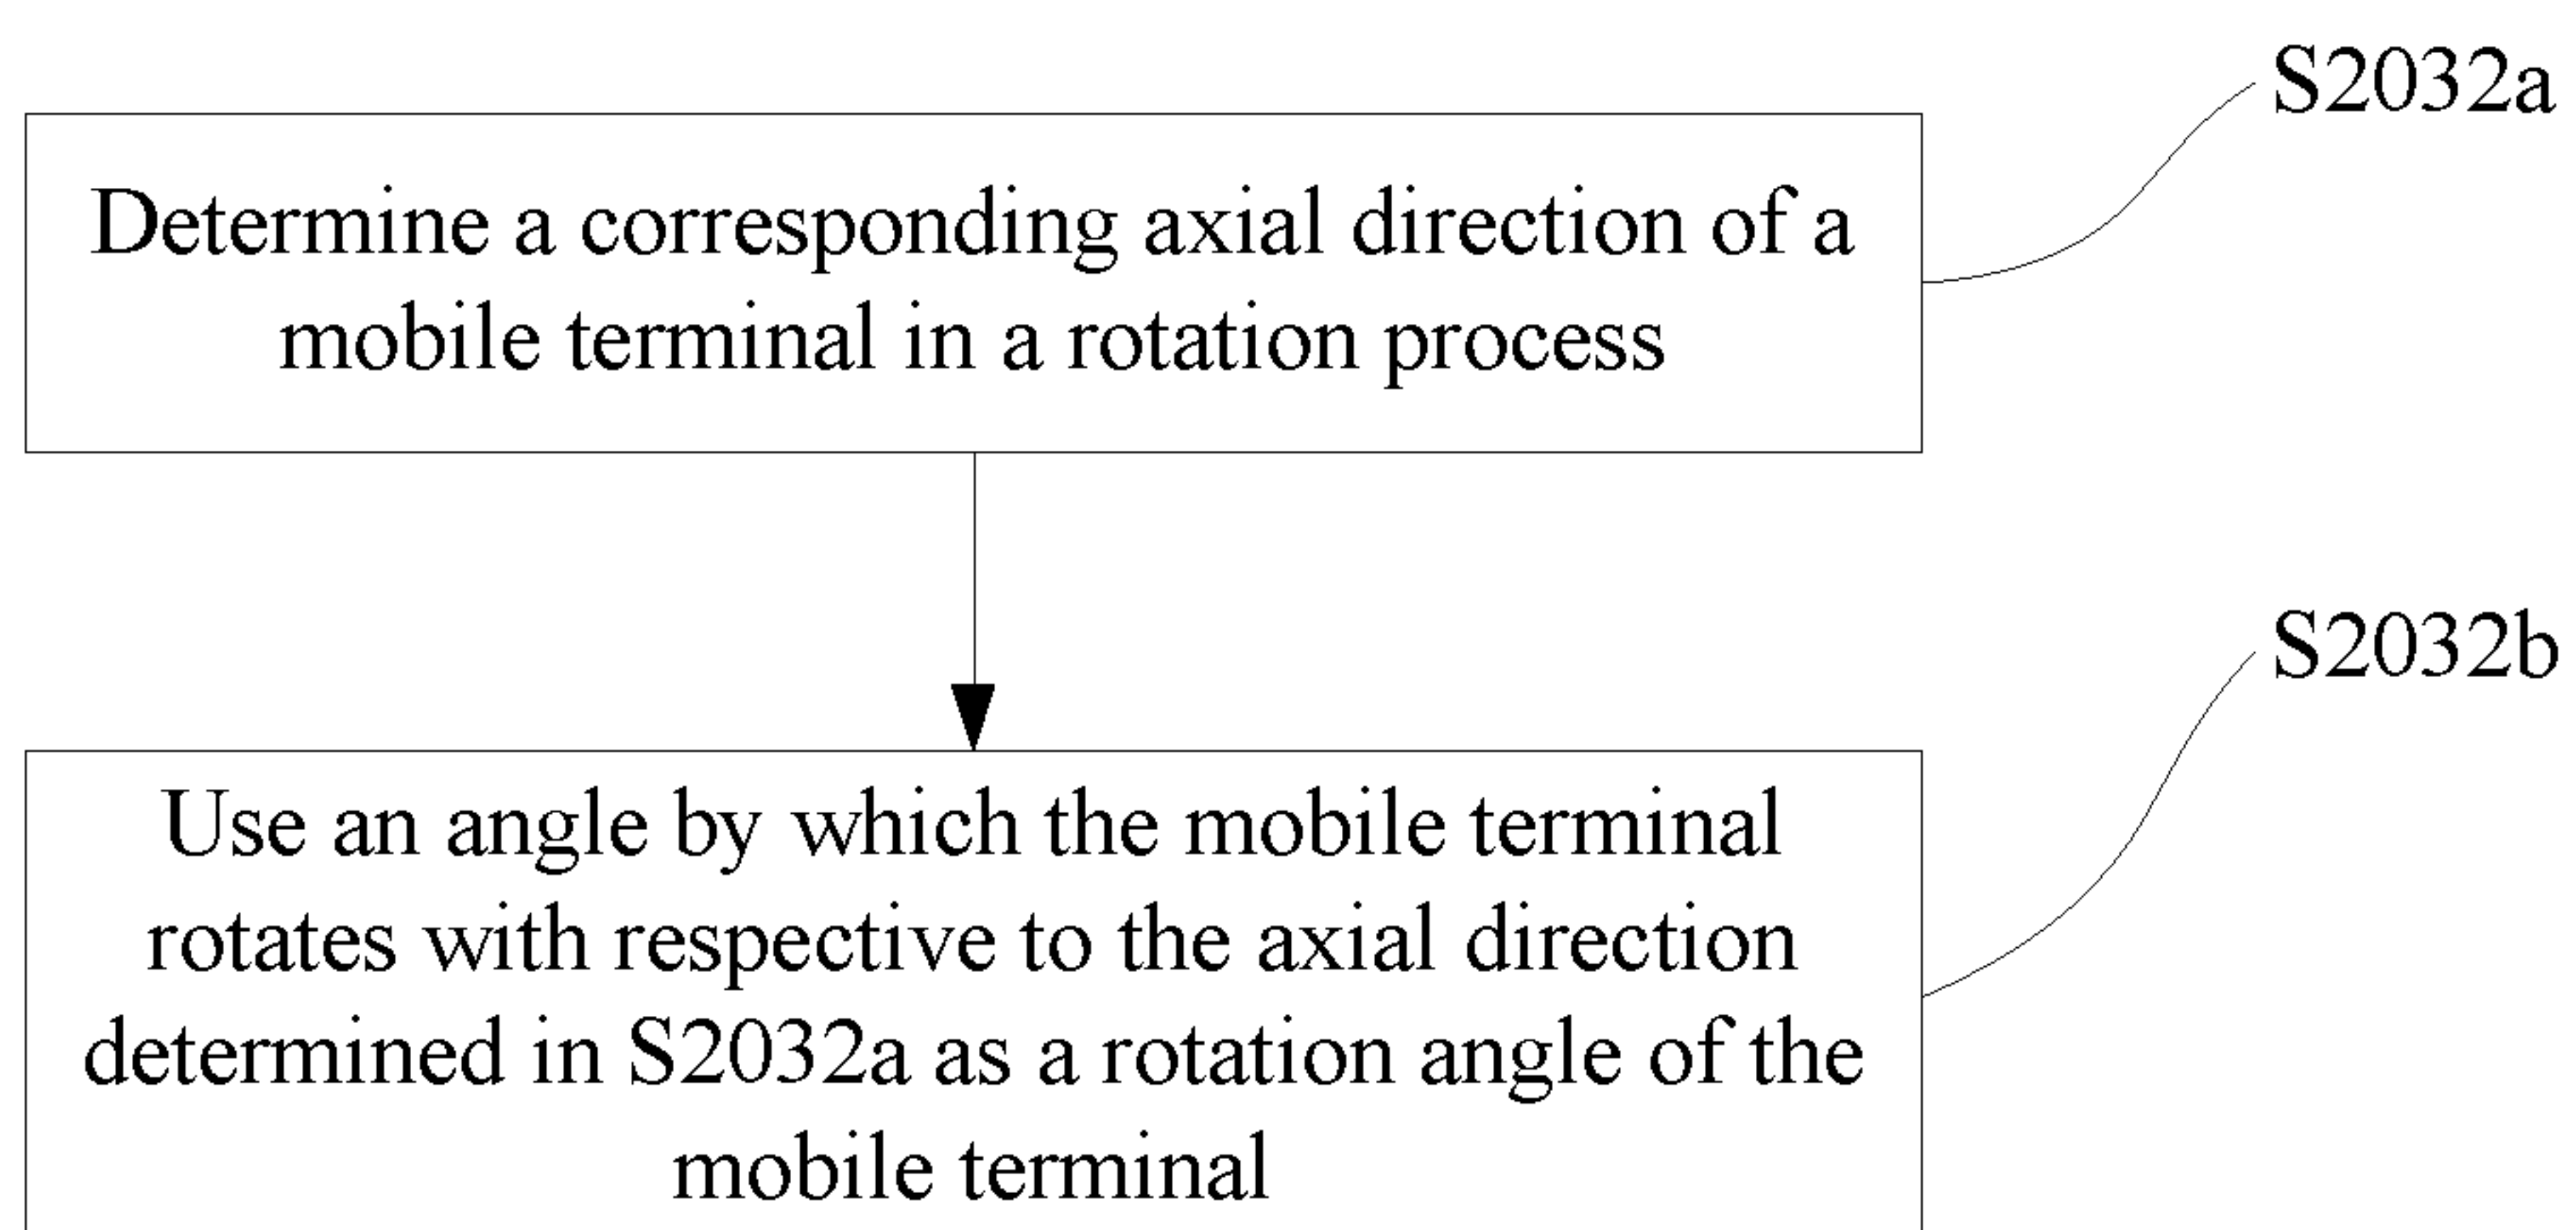 S2032a
Determine a corresponding axial direction of a
mobile terminal in a rotation process
S2032b
Use an angle by which the mobile terminal
rotates with respective to the axial direction
determined in S2032a as a rotation angle of the
mobile terminal